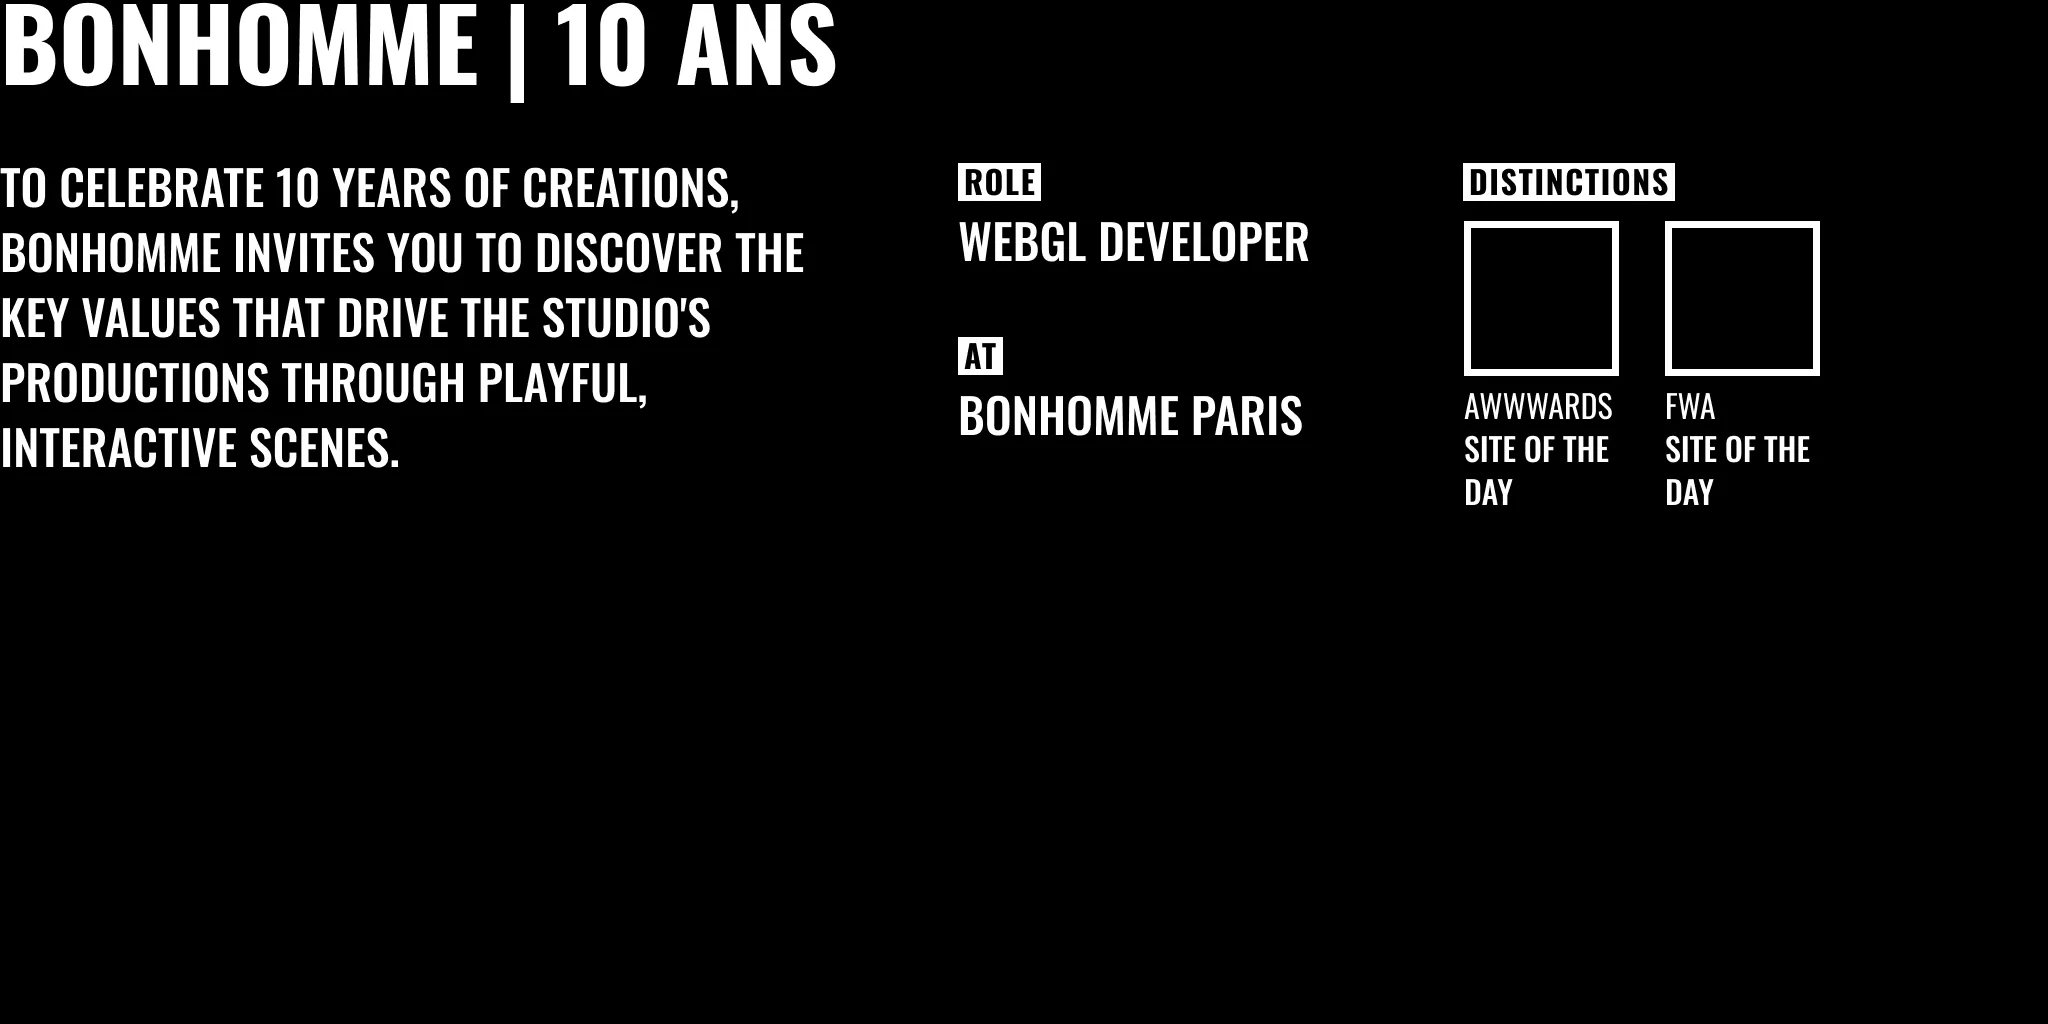 BONHOMME | 10 ANS
TO CELEBRATE 10 YEARS OF CREATIONS,
BONHOMME INVITES YOU TO DISCOVER THE
KEY VALUES THAT DRIVE THE STUDIO'S
PRODUCTIONS THROUGH PLAYFUL,
INTERACTIVE SCENES.
ROLE
WEBGL DEVELOPER
AT
BONHOMME PARIS
DISTINCTIONS
AWWWARDS
SITE OF THE
DAY
FWA
SITE OF THE
DAY